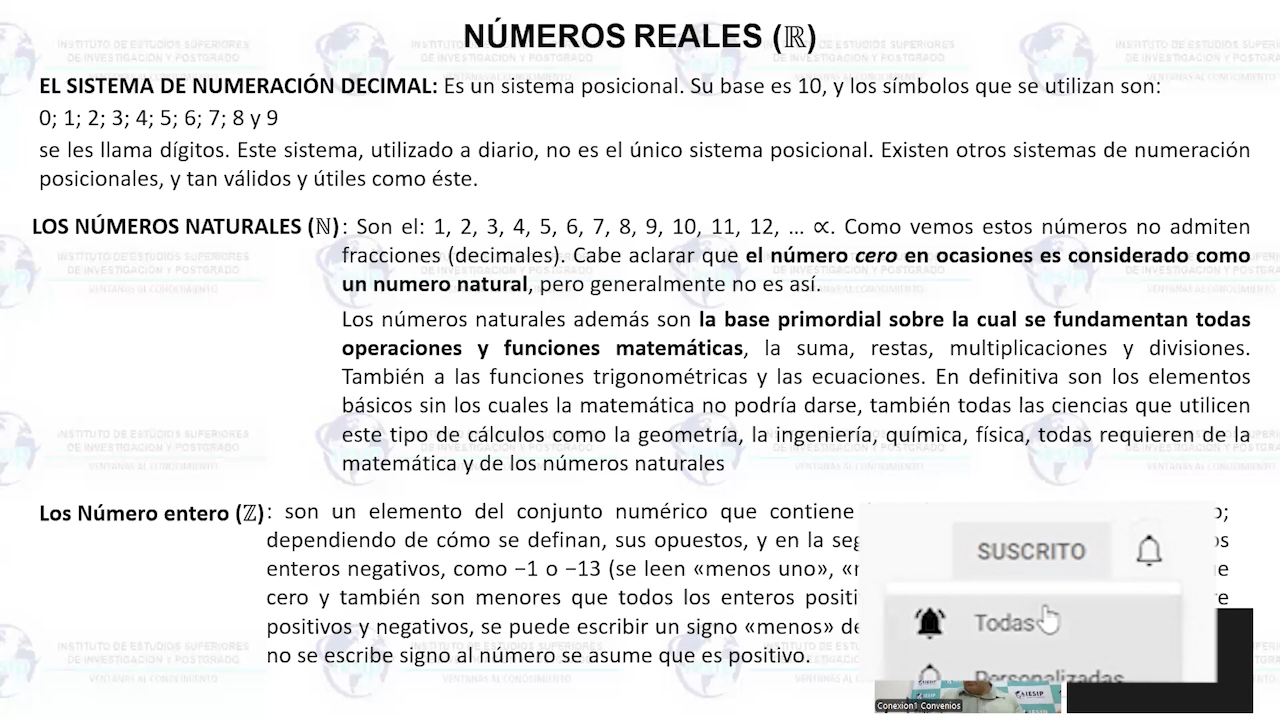 NÚMEROS REALES (ℝ)
EL SISTEMA DE NUMERACIÓN DECIMAL: Es un sistema posicional. Su base es 10, y los símbolos que se utilizan son:
0; 1; 2; 3; 4; 5; 6; 7; 8 y 9
se les llama dígitos. Este sistema, utilizado a diario, no es el único sistema posicional. Existen otros sistemas de numeración
posicionales, y tan válidos y útiles como éste.
LOS NÚMEROS NATURALES (ℕ): Son el: 1, 2, 3, 4, 5, 6, 7, 8, 9, 10, 11, 12, ... ∝. Como vemos estos números no admiten
fracciones (decimales). Cabe aclarar que el número cero en ocasiones es considerado como
un numero natural, pero generalmente no es así.
Los números naturales además son la base primordial sobre la cual se fundamentan todas
operaciones y funciones matemáticas, la suma, restas, multiplicaciones y divisiones.
También a las funciones trigonométricas y las ecuaciones. En definitiva son los elementos
básicos sin los cuales la matemática no podría darse, también todas las ciencias que utilicen
este tipo de cálculos como la geometría, la ingeniería, química, física, todas requieren de la
matemática y de los números naturales
Los Número entero (ℤ): son un elemento del conjunto numérico que contiene
dependiendo de cómo se definan, sus opuestos, y en la
enteros negativos, como −1 o −13 (se leen «menos uno»,
cero y también son menores que todos los enteros
positivos y negativos, se puede escribir un signo «menos»
no se escribe signo al número se asume que es positivo.
SUSCRITO
Todas
Personalizadas
IESIP
Conexion1 Convenios
INSTITUTO DE ESTUDIOS SUPERIORES
DE INVESTIGACIÓN Y POSTGRADO
VENTANAS AL CONOCIMIENTO